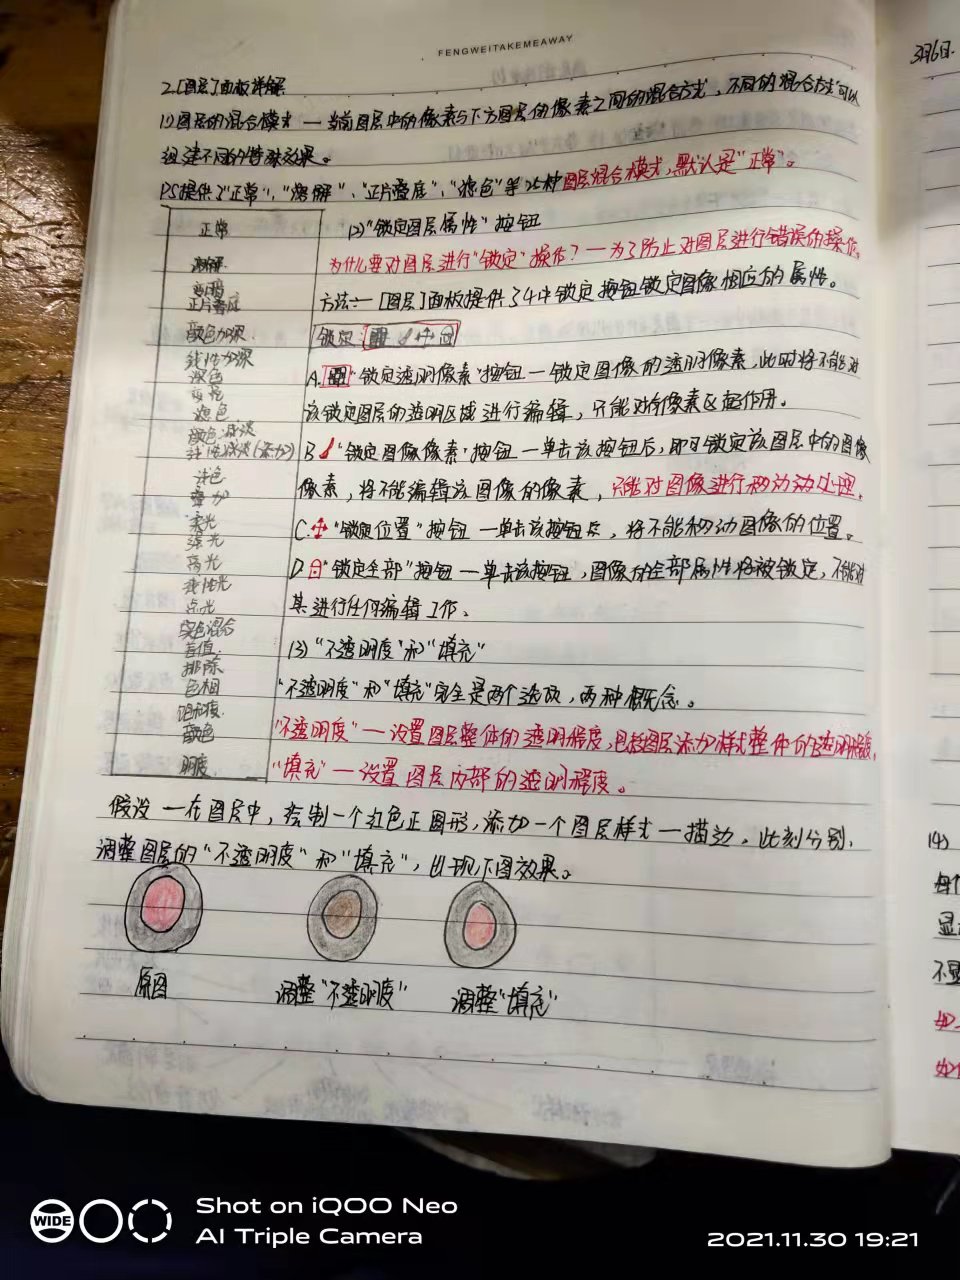 FENGWEITAKEMEAWAY
2.[图层]面板详解
(1)图层的混合模式 — 当前图层中的像素与下方图层的像素之间的混合方式，不同的混合方式可以
组建不同的特殊效果。
PS提供了"正常"、"溶解"、"正片叠底"、"滤色"等25种图层混合模式，默认是"正常"。
正常
溶解
变暗
正片叠底
颜色加深
线性加深
深色
变亮
滤色
颜色减淡
线性减淡(添加)
浅色
叠加
柔光
强光
亮光
线性光
点光
实色混合
差值
排除
色相
饱和度
颜色
明度
(2)"锁定图层属性"按钮
为什么要对图层进行"锁定"操作? — 为了防止对图层进行错误的操作。
方法: — [图层]面板提供了4中锁定按钮锁定图像相应的属性。
锁定:
A. "锁定透明像素"按钮 — 锁定图像的透明像素，此时将不能对
该锁定图层的透明区域进行编辑，只能对有像素区起作用。
B "锁定图像像素"按钮 — 单击该按钮后，即可锁定该图层中的图像
像素，将不能编辑该图像的像素，只能对图像进行移动处理。
C. "锁定位置"按钮 — 单击该按钮后，将不能移动图像的位置。
D "锁定全部"按钮 — 单击该按钮，图像的全部属性将被锁定，不能对
其进行任何编辑工作。
(3)"不透明度"和"填充"
"不透明度"和"填充"完全是两个选项，两种概念。
"不透明度" — 设置图层整体的透明程度，包括图层添加样式整体的透明程度，
"填充" — 设置图层内部的透明程度。
假设 — 在图层中，绘制一个红色正圆形，添加一个图层样式 — 描边，此刻分别，
调整图层的"不透明度"和"填充"，出现下图效果。
原图
调整"不透明度"
调整"填充"
3月6日.
(4)
每个
不显
Shot on iQOO Neo
WIDE
AI Triple Camera
2021.11.30 19:21